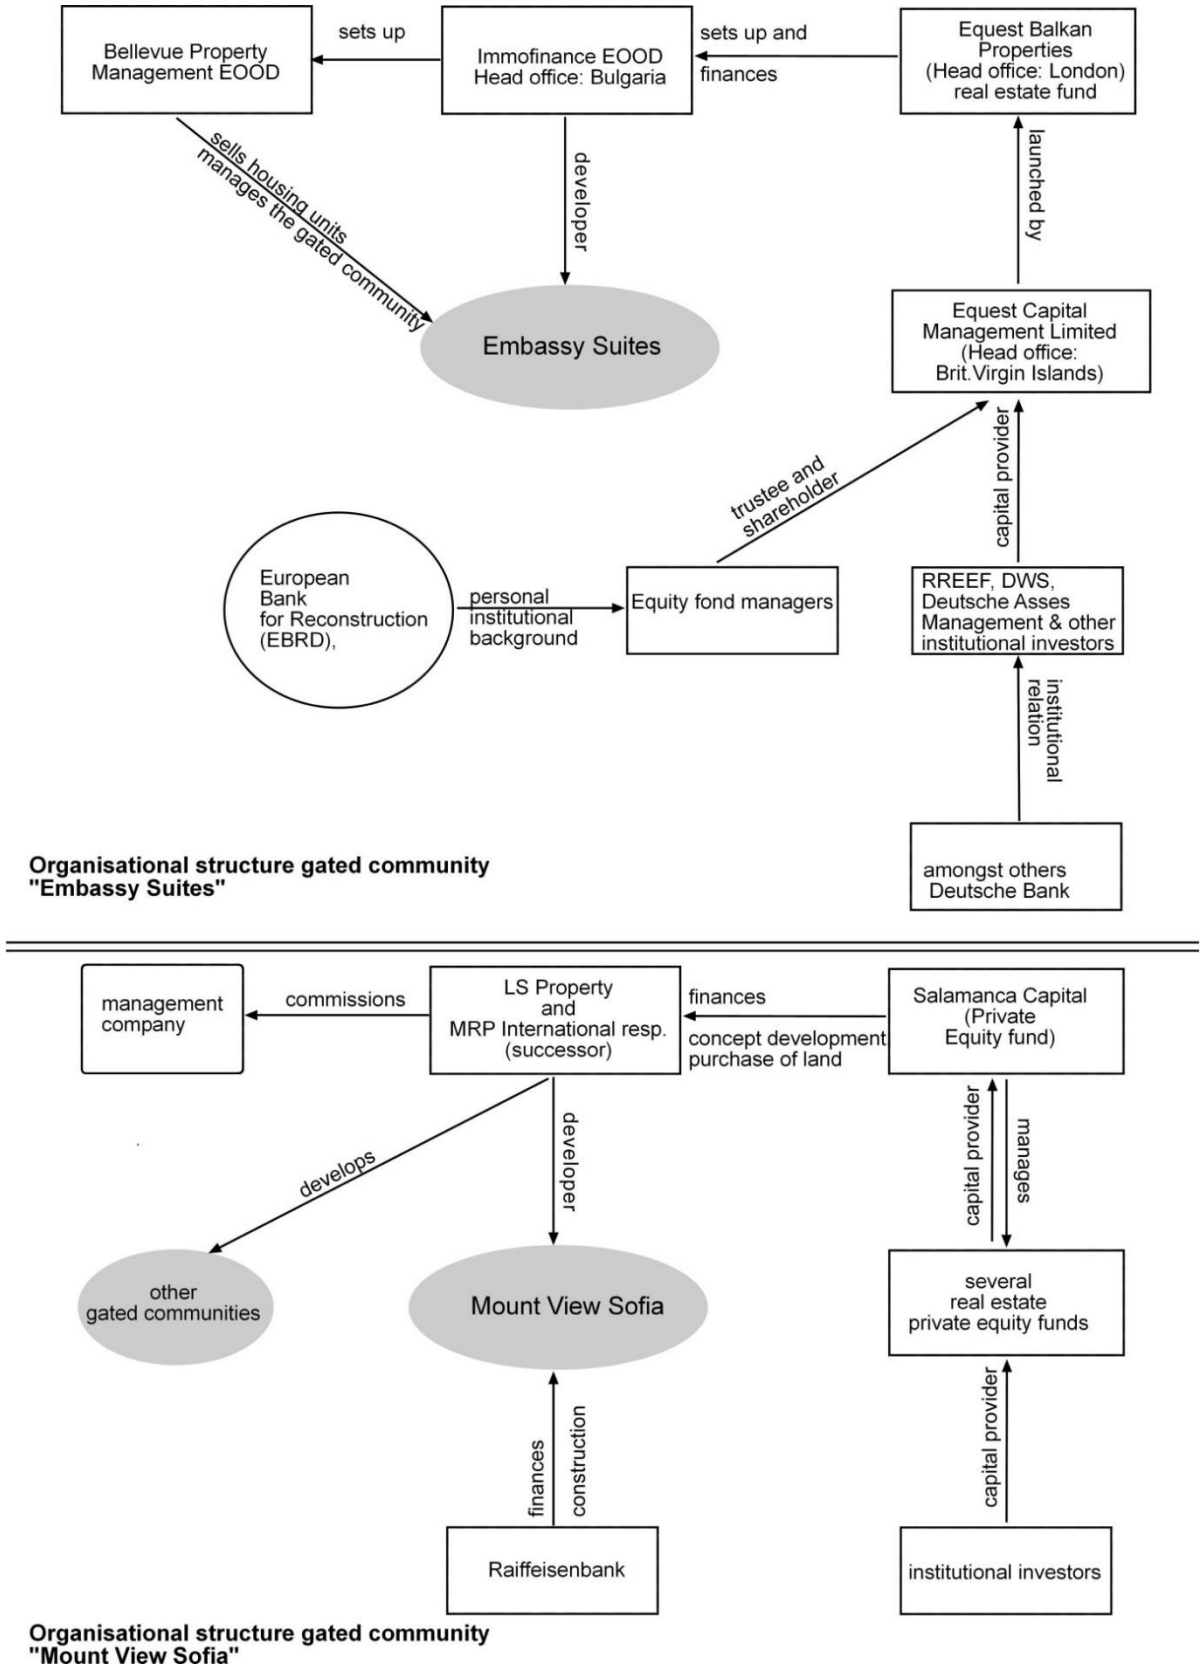 Bellevue Property
Management EOOD
sets up
Immofinance EOOD
Head office: Bulgaria
sets up and
finances
Equest Balkan
Properties
(Head office: London)
real estate fund
sells housing units
manages the gated community
developer
launched by
Embassy Suites
Equest Capital
Management Limited
(Head office:
Brit.Virgin Islands)
trustee and
shareholder
capital provider
European
Bank
for Reconstruction
(EBRD),
personal
institutional
background
Equity fond managers
RREEF, DWS,
Deutsche Asses
Management & other
institutional investors
institutional
relation
amongst others
Deutsche Bank
Organisational structure gated community
"Embassy Suites"
management
company
commissions
LS Property
and
MRP International resp.
(successor)
finances
concept development
purchase of land
Salamanca Capital
(Private
Equity fund)
develops
developer
capital provider
manages
other
gated communities
Mount View Sofia
several
real estate
private equity funds
finances
construction
capital provider
Raiffeisenbank
institutional investors
Organisational structure gated community
"Mount View Sofia"